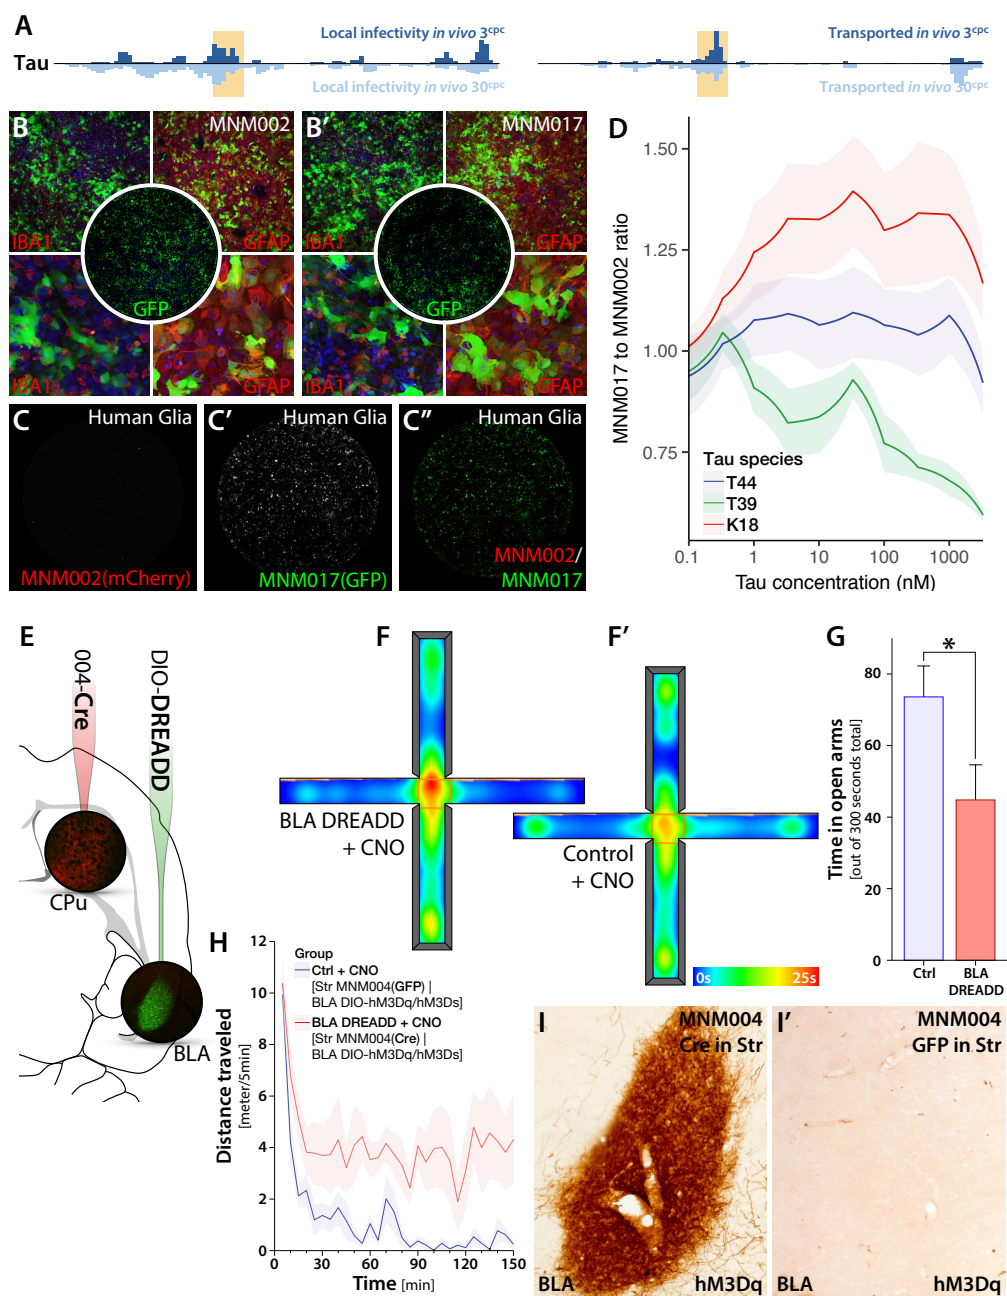 A
Local infectivity in vivo 3cpc
Transported in vivo 3cpc
Tau
Local infectivity in vivo 30cpc
Transported in vivo 30cpc
B
MNM002
IBA1
GFAP
GFP
IBA1
GFAP
B′
MNM017
IBA1
GFAP
GFP
IBA1
GFAP
C
Human Glia
MNM002(mCherry)
C′
Human Glia
MNM017(GFP)
C″
Human Glia
MNM002/
MNM017
D
MNM017 to MNM002 ratio
1.50
1.25
1.00
0.75
Tau species
T44
T39
K18
0.1
1
10
100
1000
Tau concentration (nM)
E
004-Cre
DIO-DREADD
CPu
BLA
F
BLA DREADD
+ CNO
F′
Control
+ CNO
0s
25s
G
*
Time in open arms
[out of 300 seconds total]
80
60
40
20
0
Ctrl
BLA
DREADD
H
Distance traveled
[meter/5min]
12
10
8
6
4
2
0
Group
Ctrl + CNO
[Str MNM004(GFP) |
BLA DIO-hM3Dq/hM3Ds]
BLA DREADD + CNO
[Str MNM004(Cre) |
BLA DIO-hM3Dq/hM3Ds]
0
30
60
90
120
150
Time [min]
I
MNM004
Cre in Str
BLA
hM3Dq
I′
MNM004
GFP in Str
BLA
hM3Dq